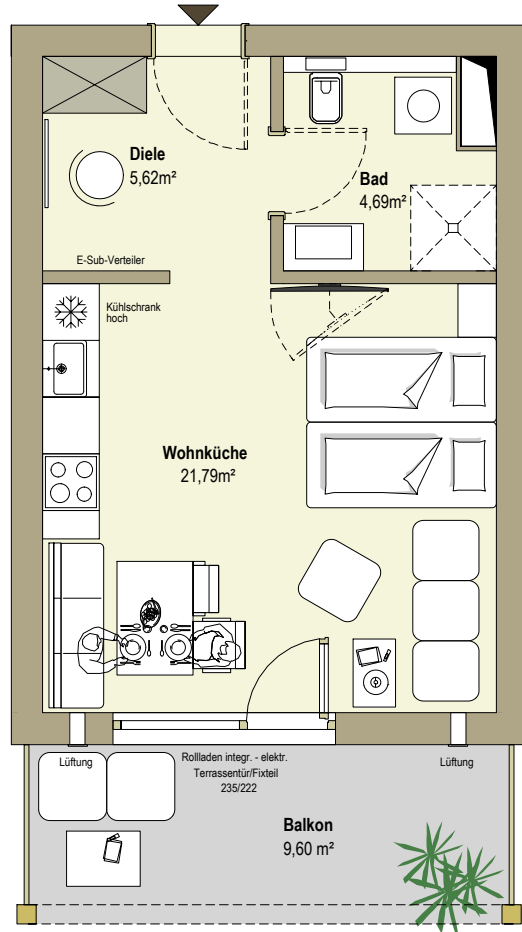 Diele
5,62m²
Bad
4,69m²
E-Sub-Verteiler
Kühlschrank
hoch
Wohnküche
21,79m²
Lüftung
Rollladen integr. - elektr.
Terrassentür/Fixteil
235/222
Lüftung
Balkon
9,60 m²